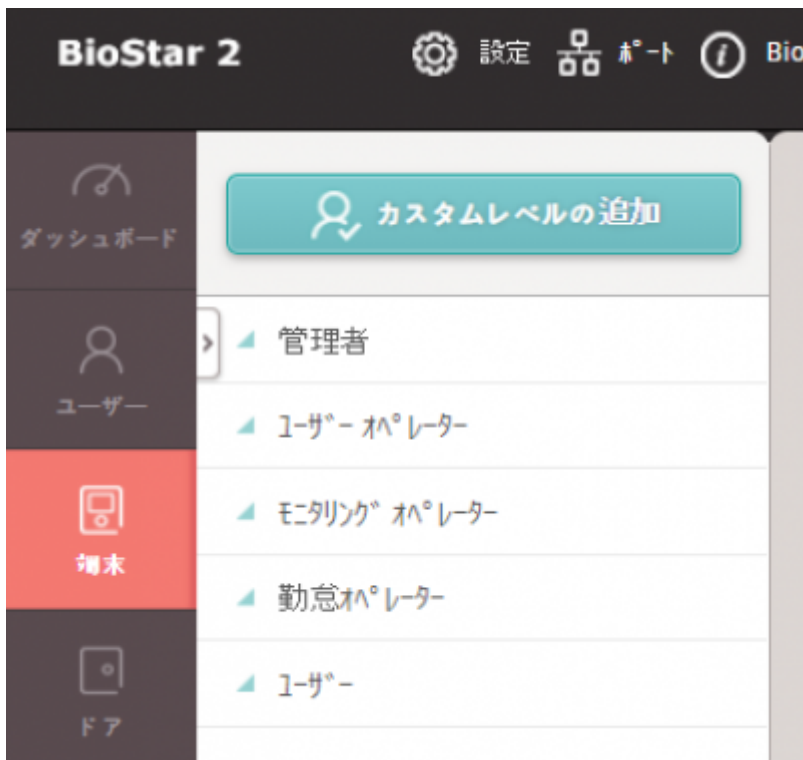 BioStar 2
設定
ﾎﾟｰﾄ
Bio
ダッシュボード
ユーザー
端末
ドア
カスタムレベルの追加
管理者
ﾕｰｻﾞｰ ｵﾍﾟﾚｰﾀｰ
ﾓﾆﾀﾘﾝｸﾞ ｵﾍﾟﾚｰﾀｰ
勤怠ｵﾍﾟﾚｰﾀｰ
ﾕｰｻﾞｰ